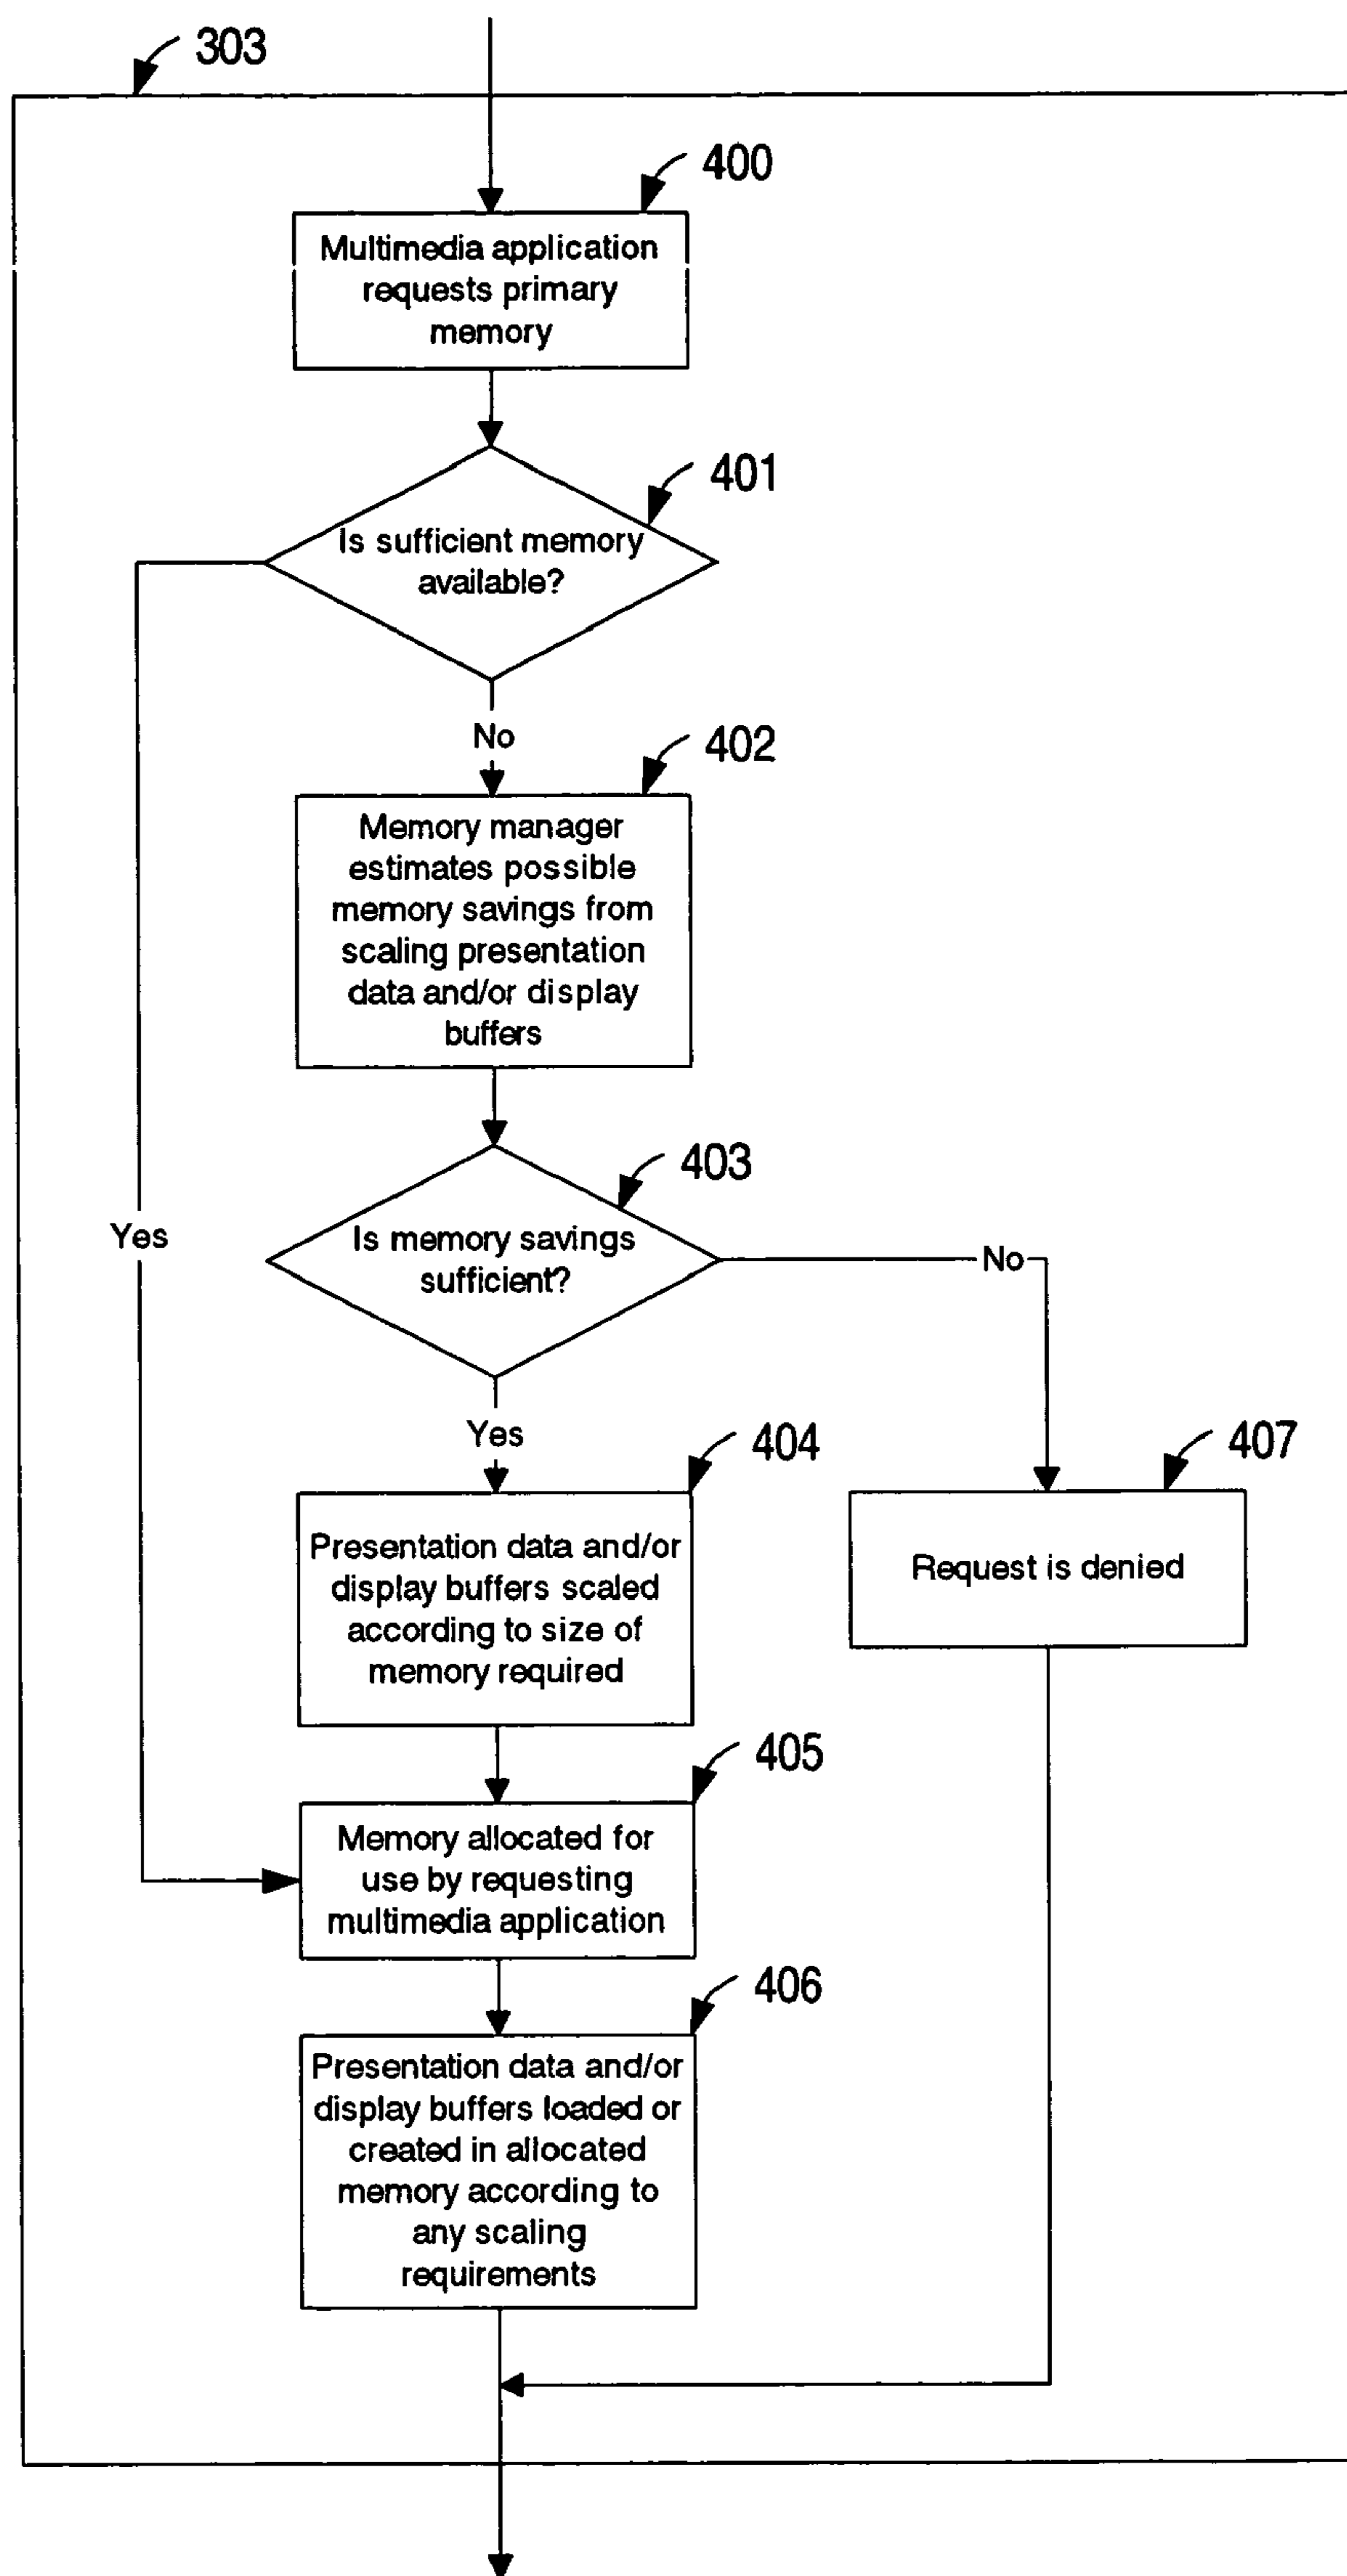 303
400
Multimedia application
requests primary
memory
401
Is sufficient memory
available?
No
402
Memory manager
estimates possible
memory savings from
scaling presentation
data and/or display
buffers
403
Is memory savings
sufficient?
No
Yes
Yes
404
Presentation data and/or
display buffers scaled
according to size of
memory required
407
Request is denied
405
Memory allocated for
use by requesting
multimedia application
406
Presentation data and/or
display buffers loaded or
created in allocated
memory according to
any scaling
requirements